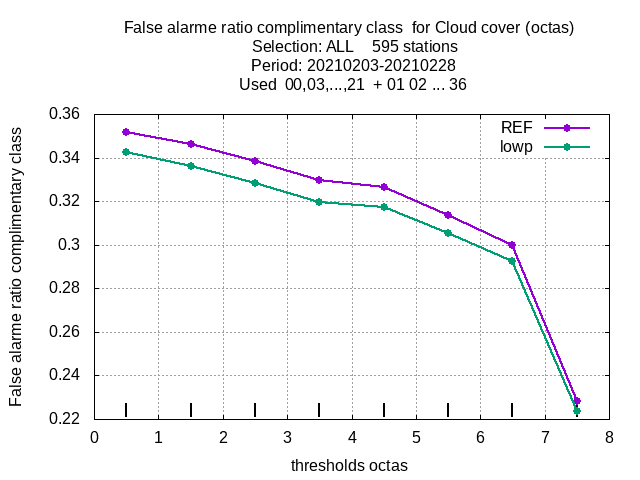 False alarme ratio complimentary class  for Cloud cover (octas)
Selection: ALL    595 stations
Period: 20210203-20210228
Used  00,03,...,21  + 01 02 ... 36
False alarme ratio complimentary class
0.36
0.34
0.32
0.3
0.28
0.26
0.24
0.22
REF
lowp
0 1 2 3 4 5 6 7 8
thresholds octas